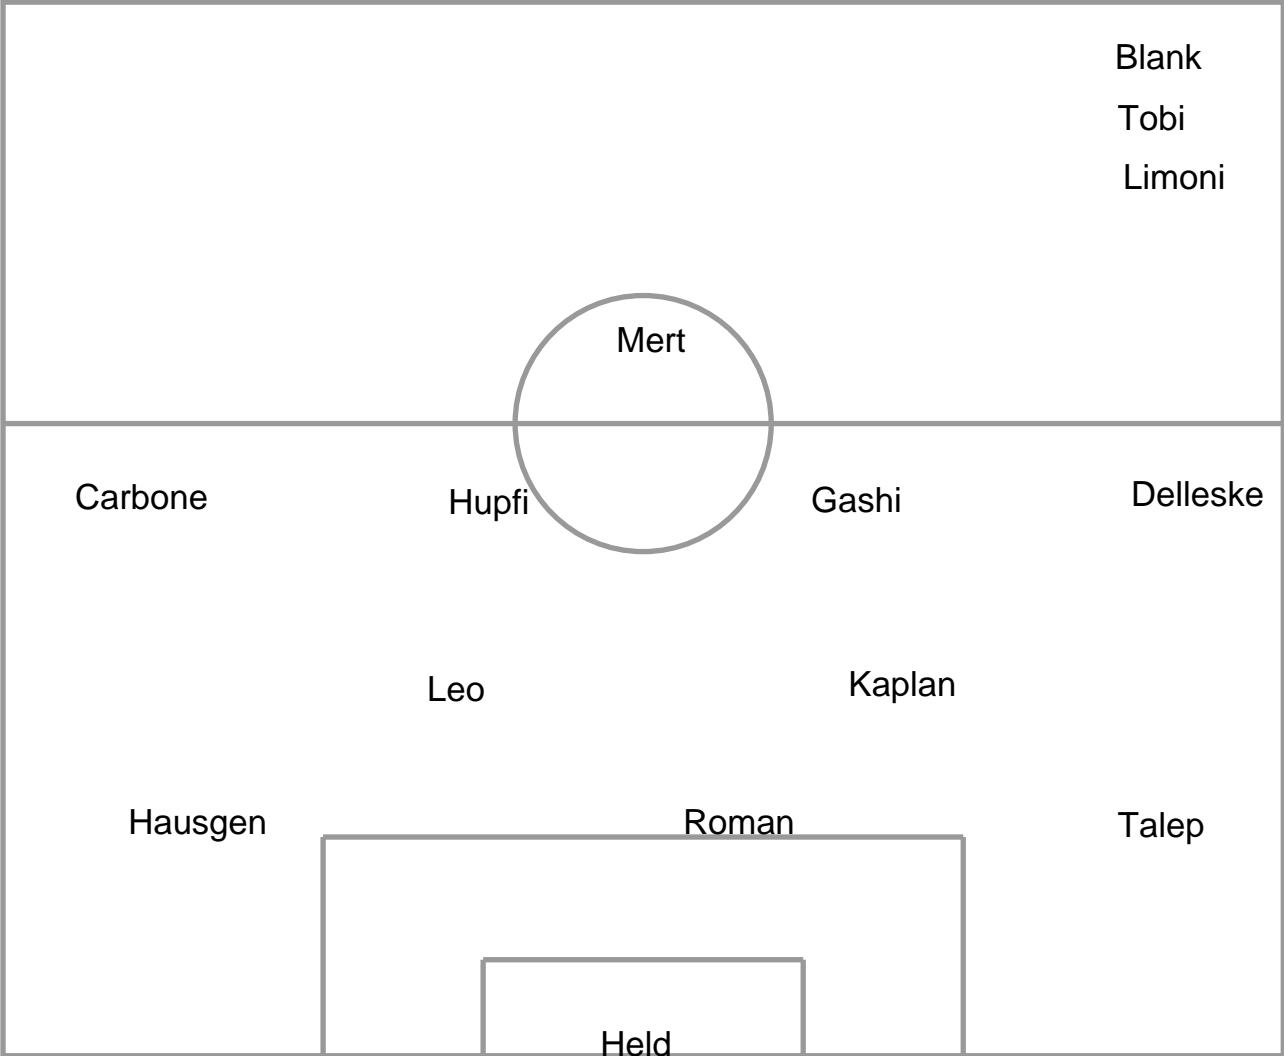 Blank
Tobi
Limoni
Mert
Carbone Hupfi Gashi Delleske
Leo Kaplan
Hausgen Roman Talep
Held